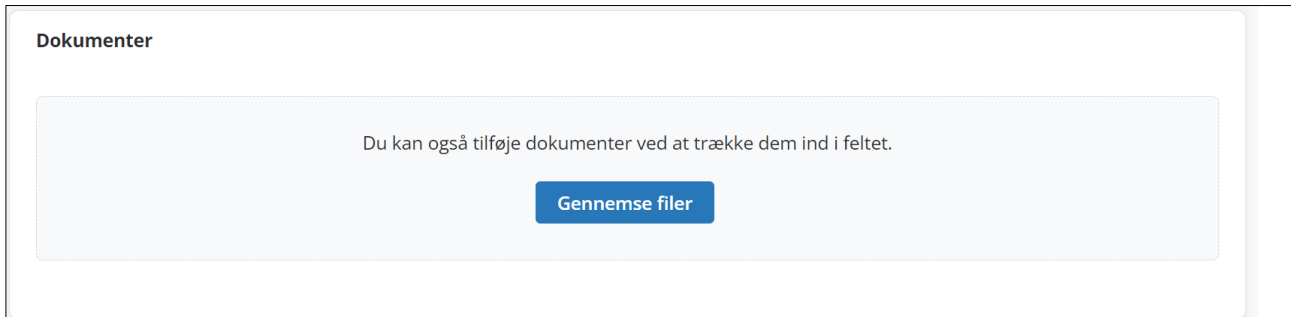 Dokumenter
Du kan også tilføje dokumenter ved at trække dem ind i feltet.
Gennemse filer